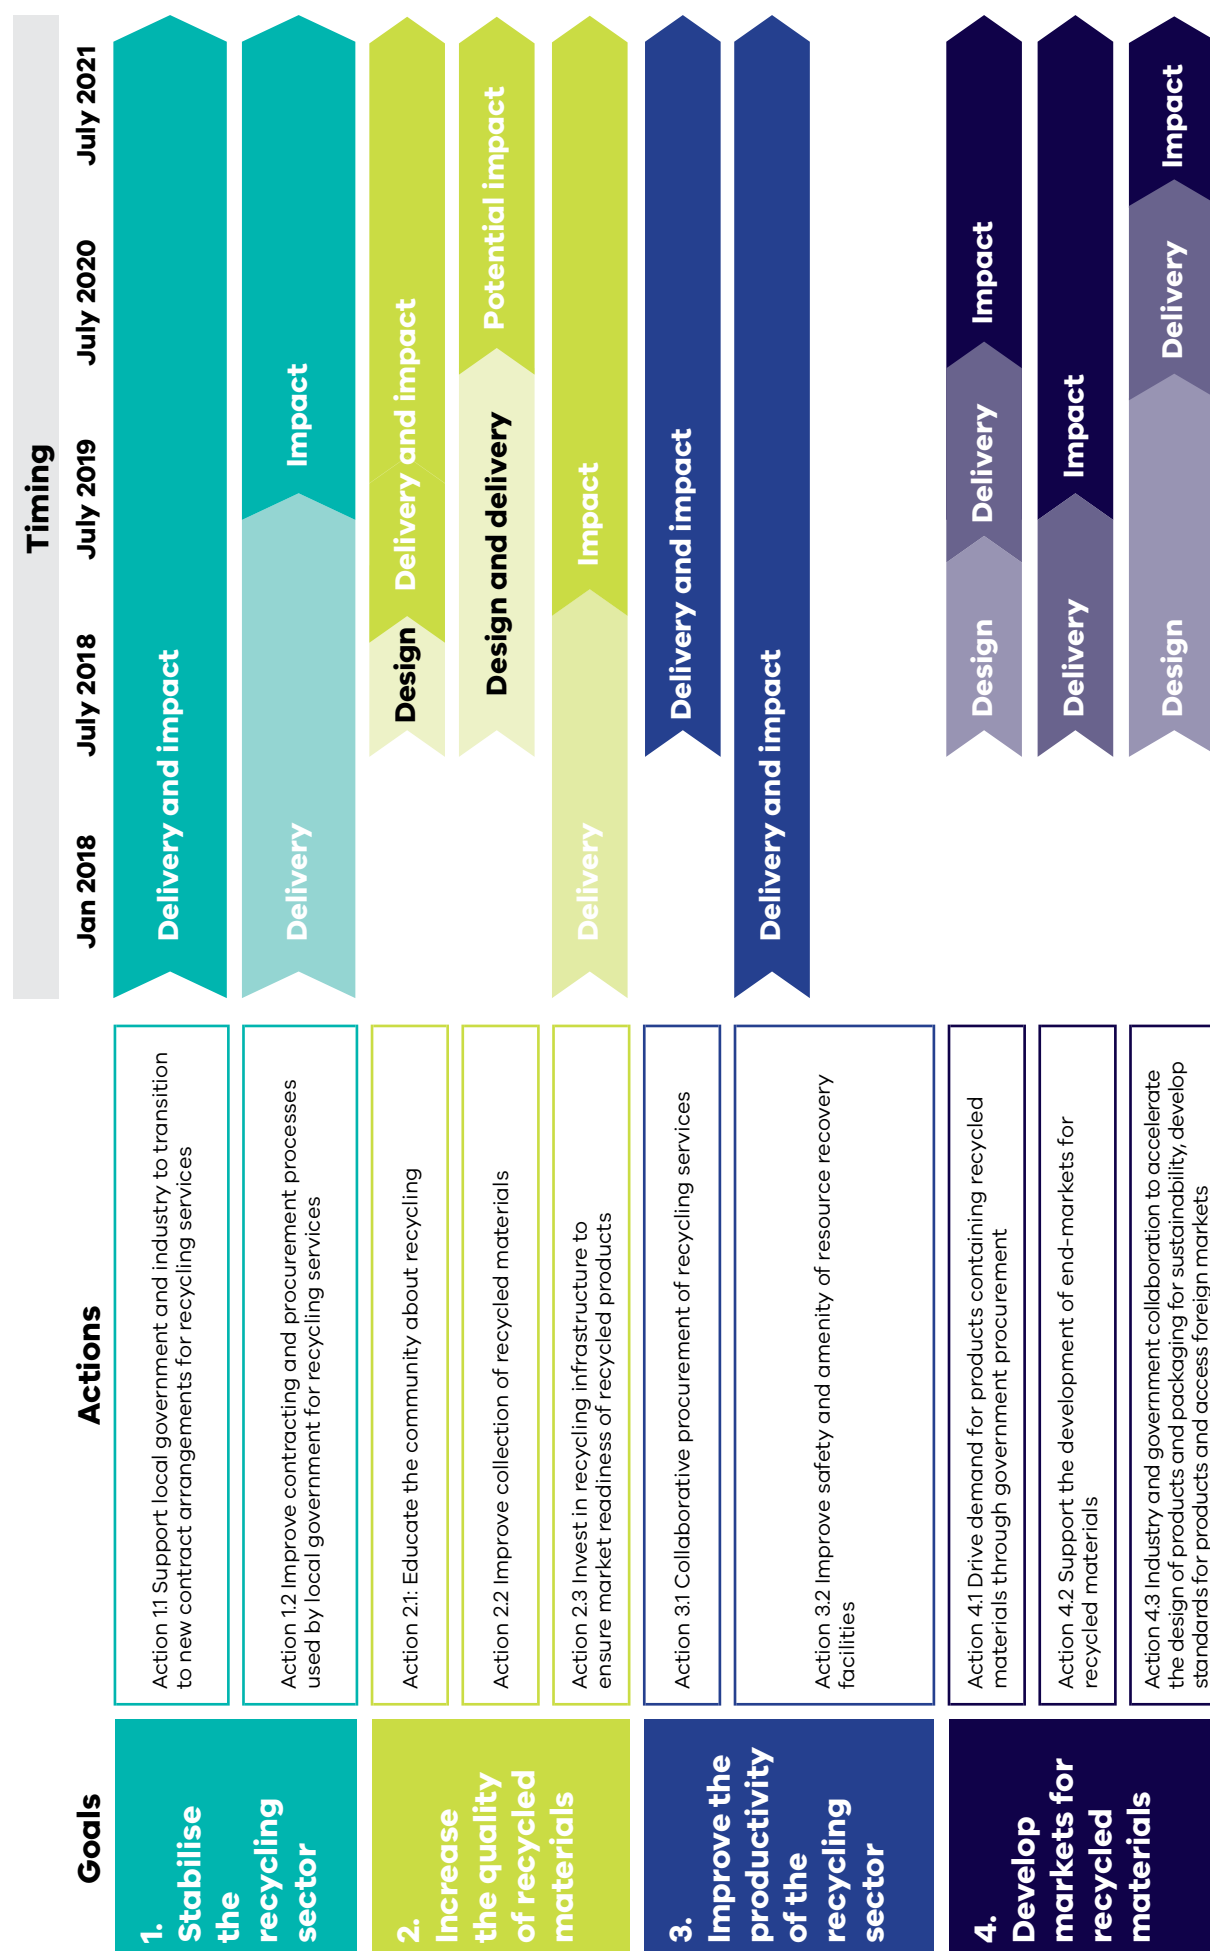 Goals
Actions
Timing
Jan 2018
July 2018
July 2019
July 2020
July 2021
1.
Stabilise
the
recycling
sector
Action 1.1 Support local government and industry to transition
to new contract arrangements for recycling services
Delivery and impact
Action 1.2 Improve contracting and procurement processes
used by local government for recycling services
Delivery
Impact
2.
Increase
the quality
of recycled
materials
Action 2.1: Educate the community about recycling
Design
Delivery and impact
Action 2.2 Improve collection of recycled materials
Design and delivery
Potential impact
Action 2.3 Invest in recycling infrastructure to
ensure market readiness of recycled products
Delivery
Impact
3.
Improve the
productivity
of the
recycling
sector
Action 3.1 Collaborative procurement of recycling services
Delivery and impact
Action 3.2 Improve safety and amenity of resource recovery
facilities
Delivery and impact
4.
Develop
markets for
recycled
materials
Action 4.1 Drive demand for products containing recycled
materials through government procurement
Design
Delivery
Impact
Action 4.2 Support the development of end-markets for
recycled materials
Delivery
Impact
Action 4.3 Industry and government collaboration to accelerate
the design of products and packaging for sustainability, develop
standards for products and access foreign markets
Design
Delivery
Impact